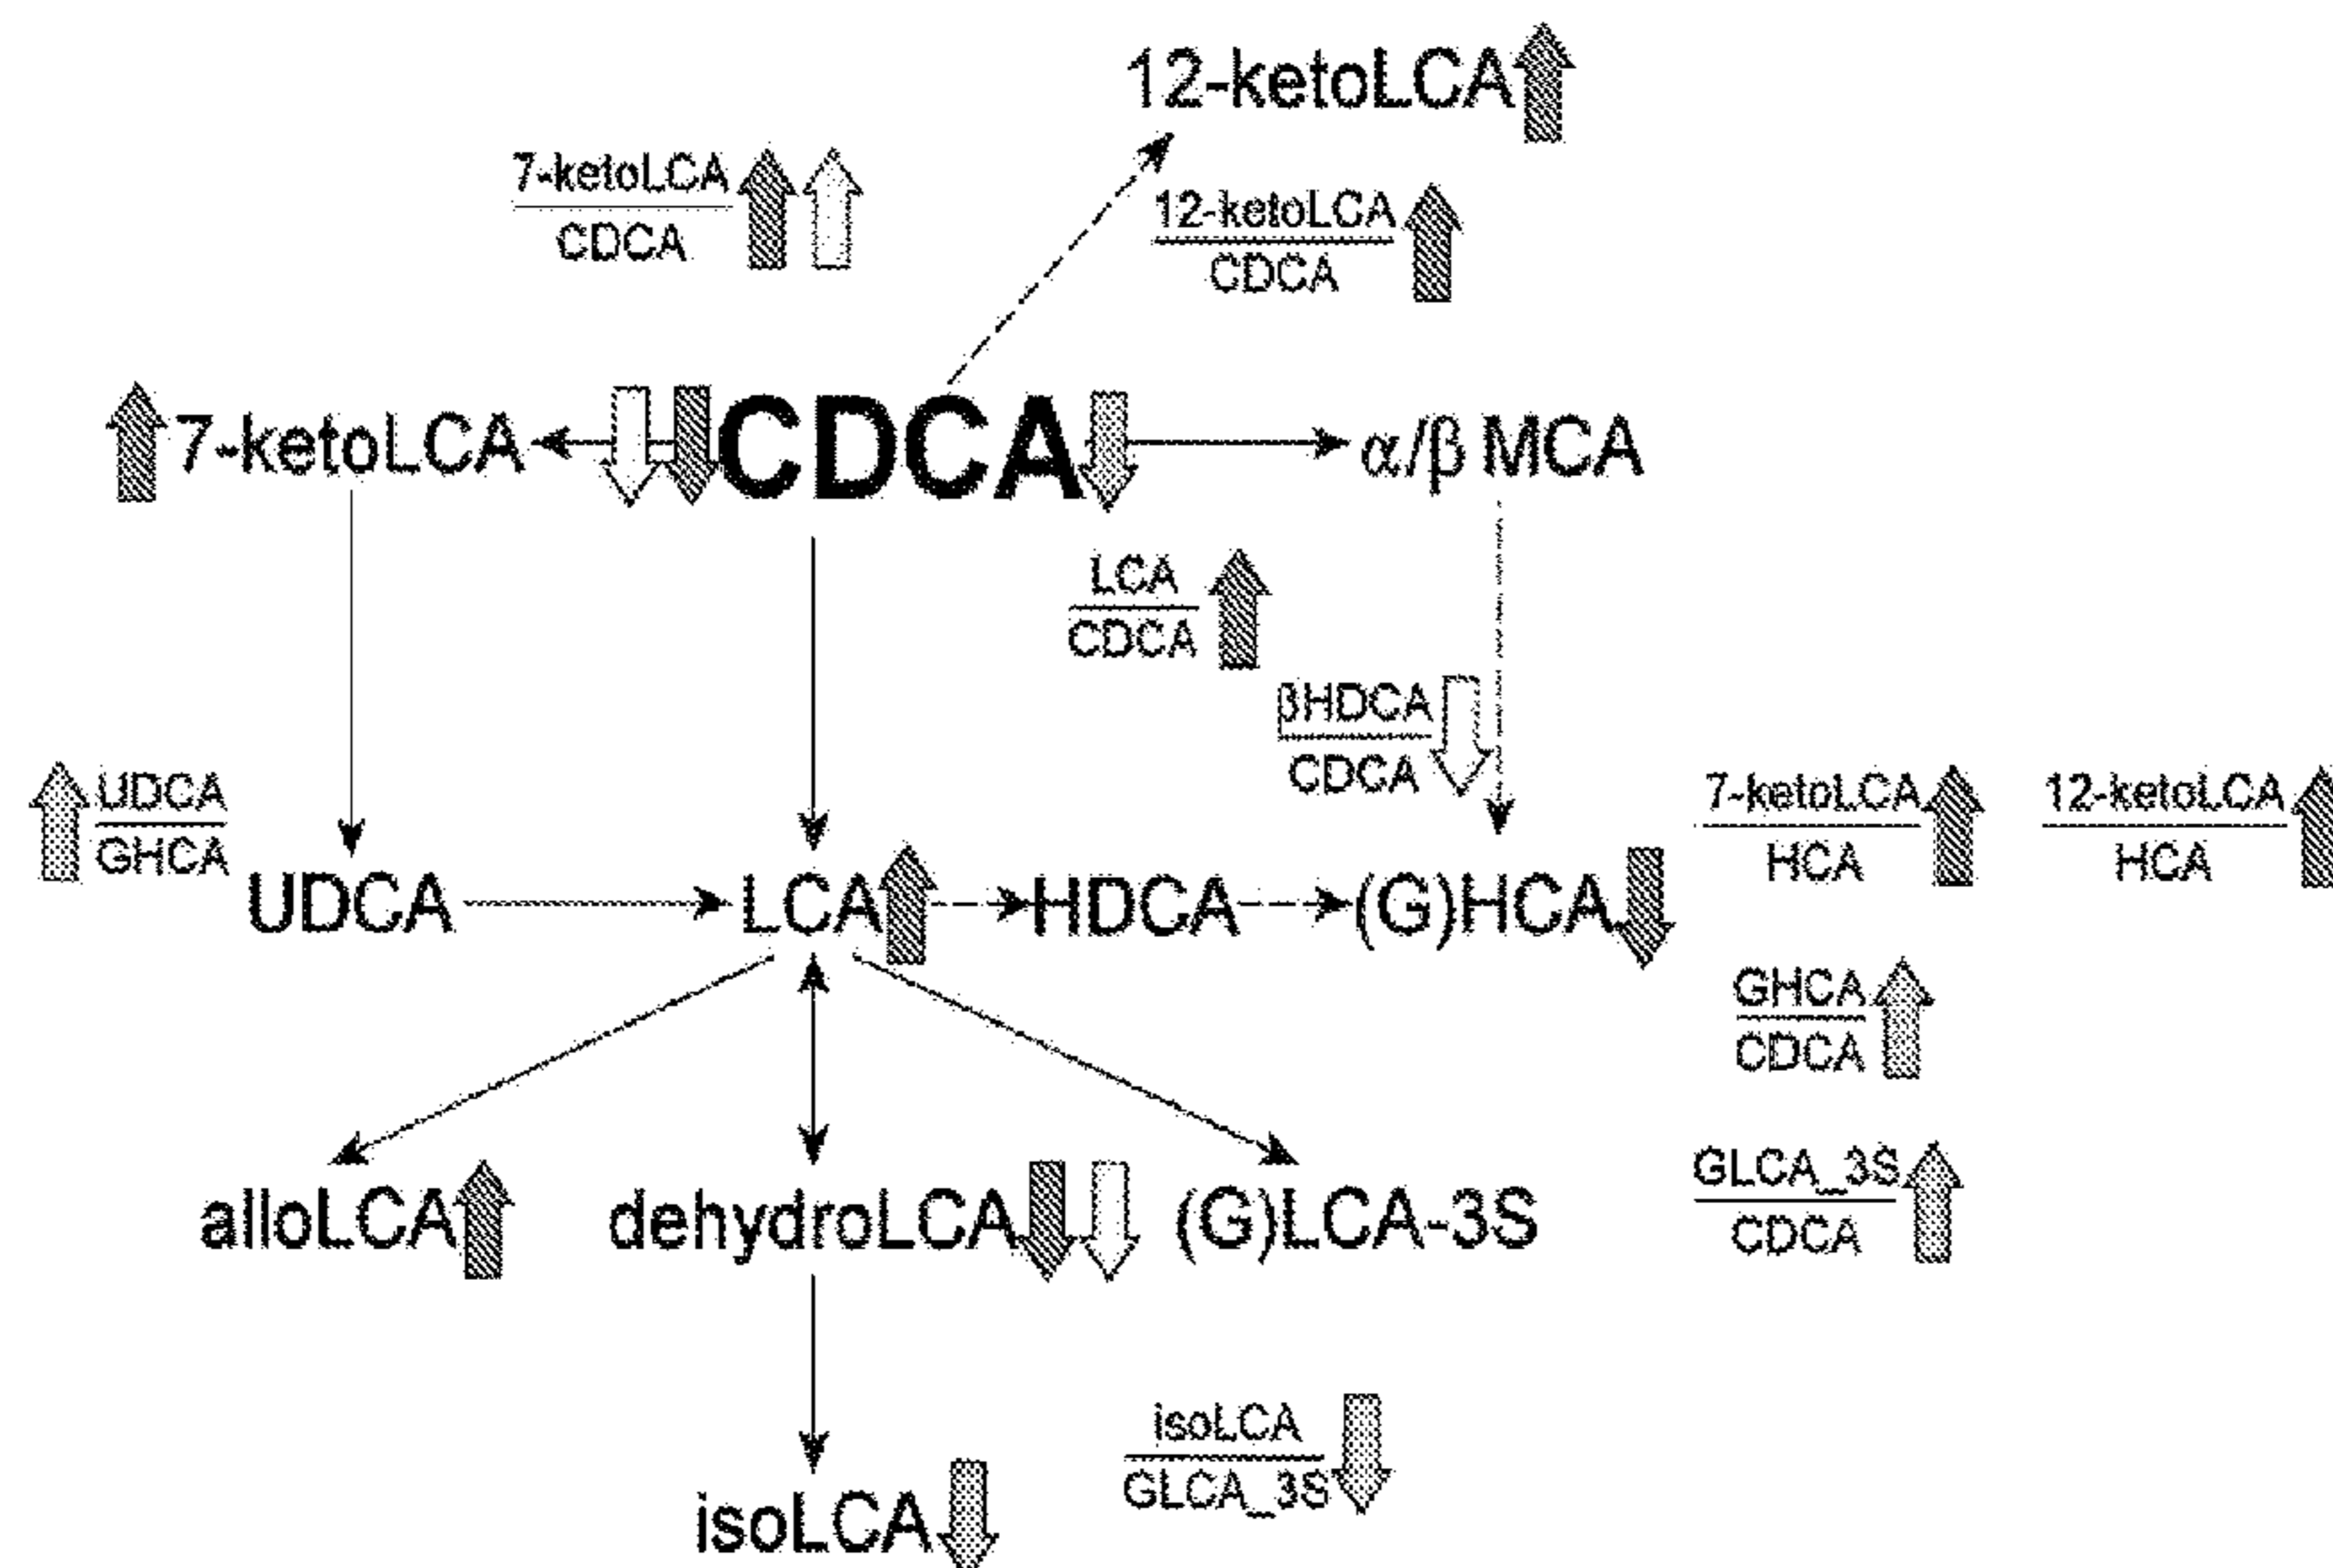 12-ketoLCA
7-ketoLCA
CDCA
12-ketoLCA
CDCA
7-ketoLCA
CDCA
α/β MCA
LCA
CDCA
βHDCA
CDCA
UDCA
GHCA
7-ketoLCA
HCA
12-ketoLCA
HCA
UDCA
LCA
HDCA
(G)HCA
GHCA
CDCA
alloLCA
dehydroLCA
(G)LCA-3S
GLCA_3S
CDCA
isoLCA
GLCA_3S
isoLCA